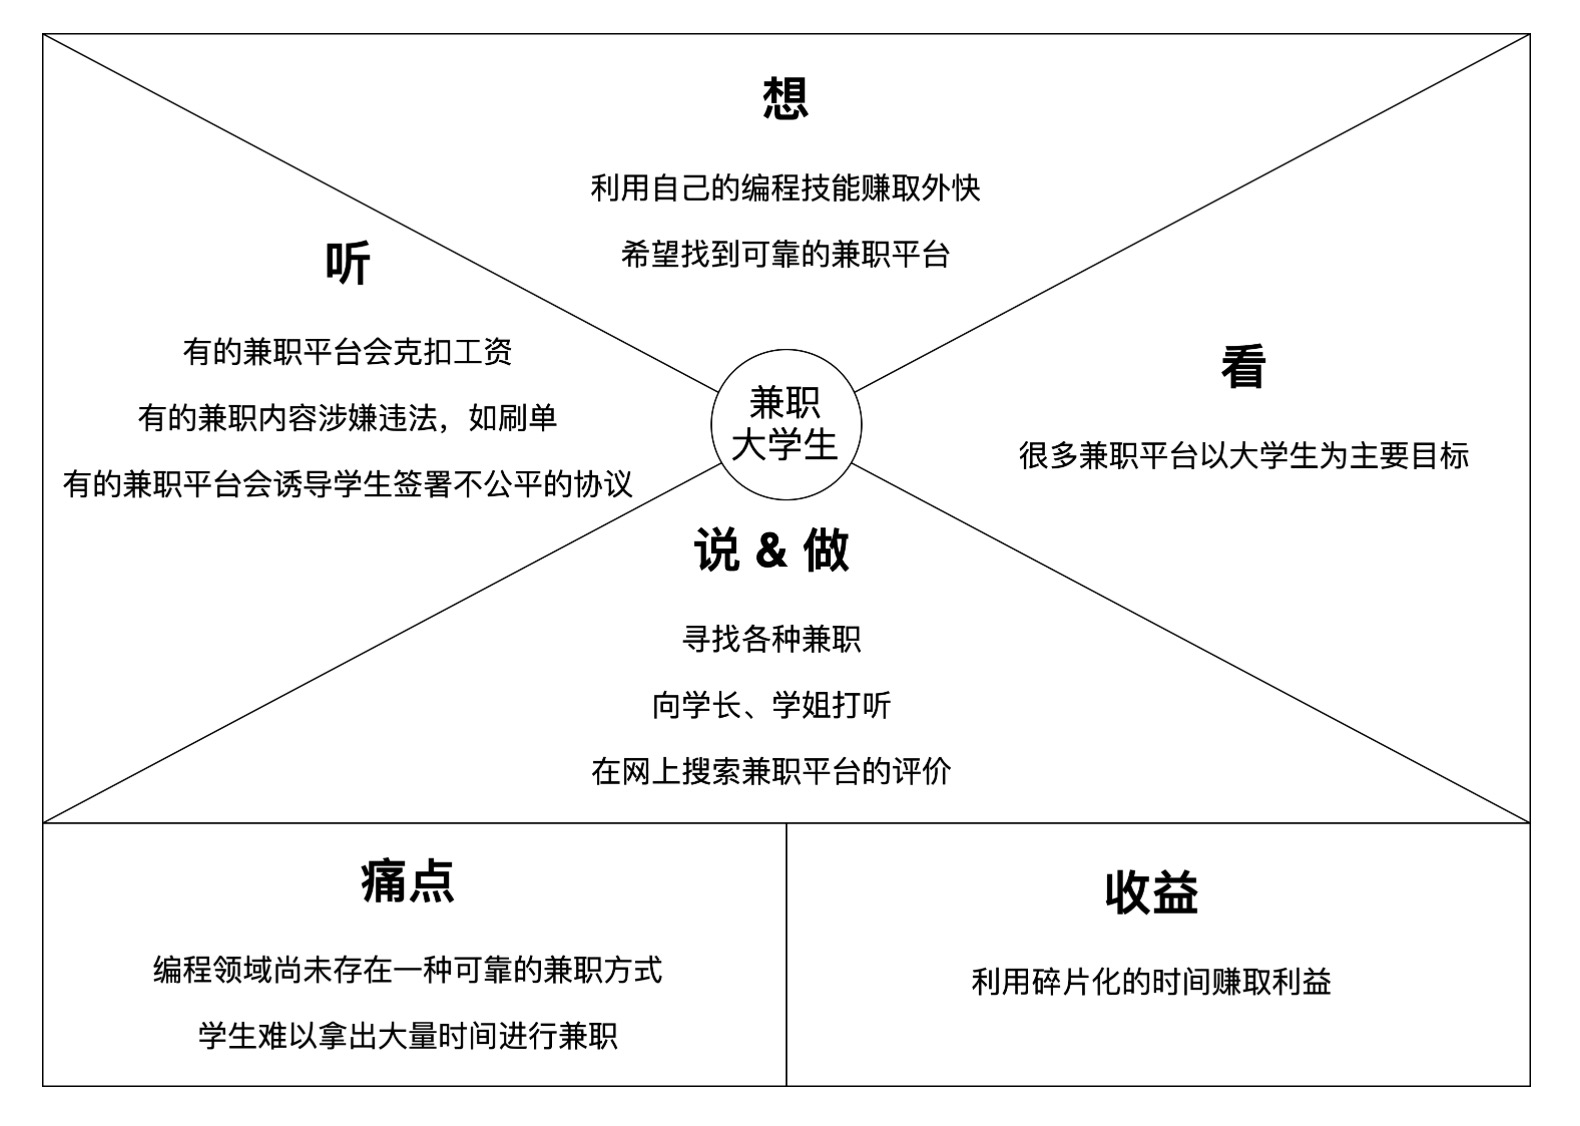 想
利用自己的编程技能赚取外快
希望找到可靠的兼职平台
听
有的兼职平台会克扣工资
有的兼职内容涉嫌违法，如刷单
有的兼职平台会诱导学生签署不公平的协议
兼职
大学生
看
很多兼职平台以大学生为主要目标
说 & 做
寻找各种兼职
向学长、学姐打听
在网上搜索兼职平台的评价
痛点
编程领域尚未存在一种可靠的兼职方式
学生难以拿出大量时间进行兼职
收益
利用碎片化的时间赚取利益